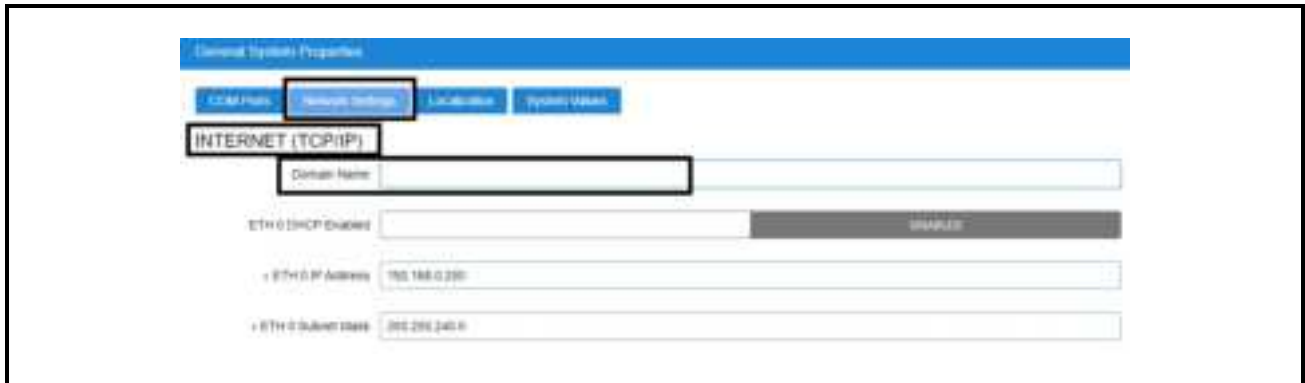 General System Properties
COM Ports Network Settings Localization System Values
INTERNET (TCP/IP)
Domain Name
ETH 0 DHCP Enabled ENABLED
ETH 0 IP Address 192.168.0.200
ETH 0 Subnet Mask 255.255.240.0